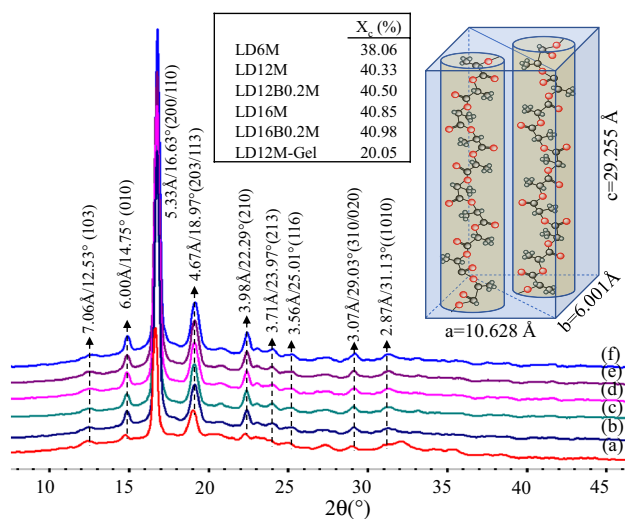 X_c (%)
LD6M 38.06
LD12M 40.33
LD12B0.2M 40.50
LD16M 40.85
LD16B0.2M 40.98
LD12M-Gel 20.05
7.06Å/12.53° (103)
6.00Å/14.75° (010)
5.33Å/16.63°(200/110)
4.67Å/18.97°(203/113)
3.98Å/22.29°(210)
3.71Å/23.97°(213)
3.56Å/25.01° (116)
3.07Å/29.03°(310/020)
2.87Å/31.13°((1010)
c=29.255 Å
b=6.001Å
a=10.628 Å
(f)
(e)
(d)
(c)
(b)
(a)
10 15 20 25 30 35 40 45
2θ(°)